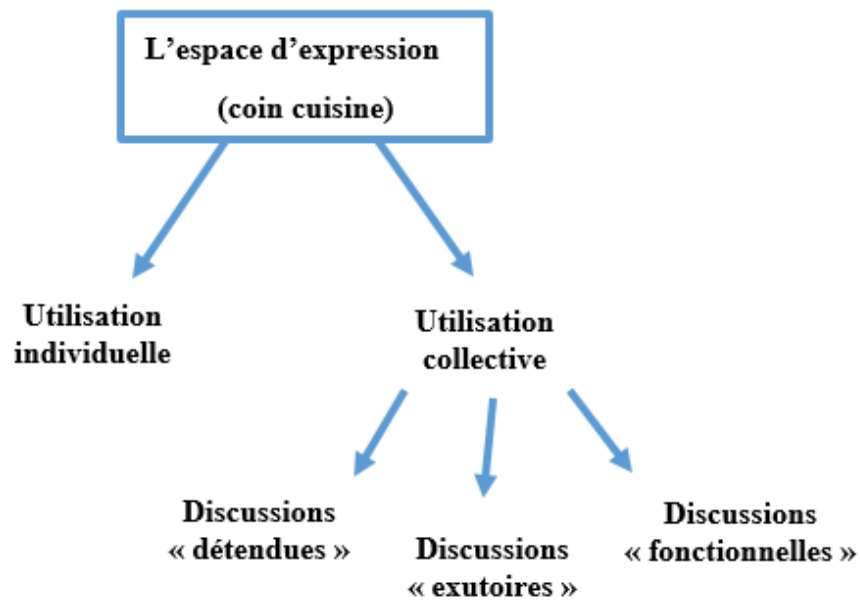 L’espace d’expression
(coin cuisine)
Utilisation
individuelle
Utilisation
collective
Discussions
« détendues »
Discussions
« exutoires »
Discussions
« fonctionnelles »